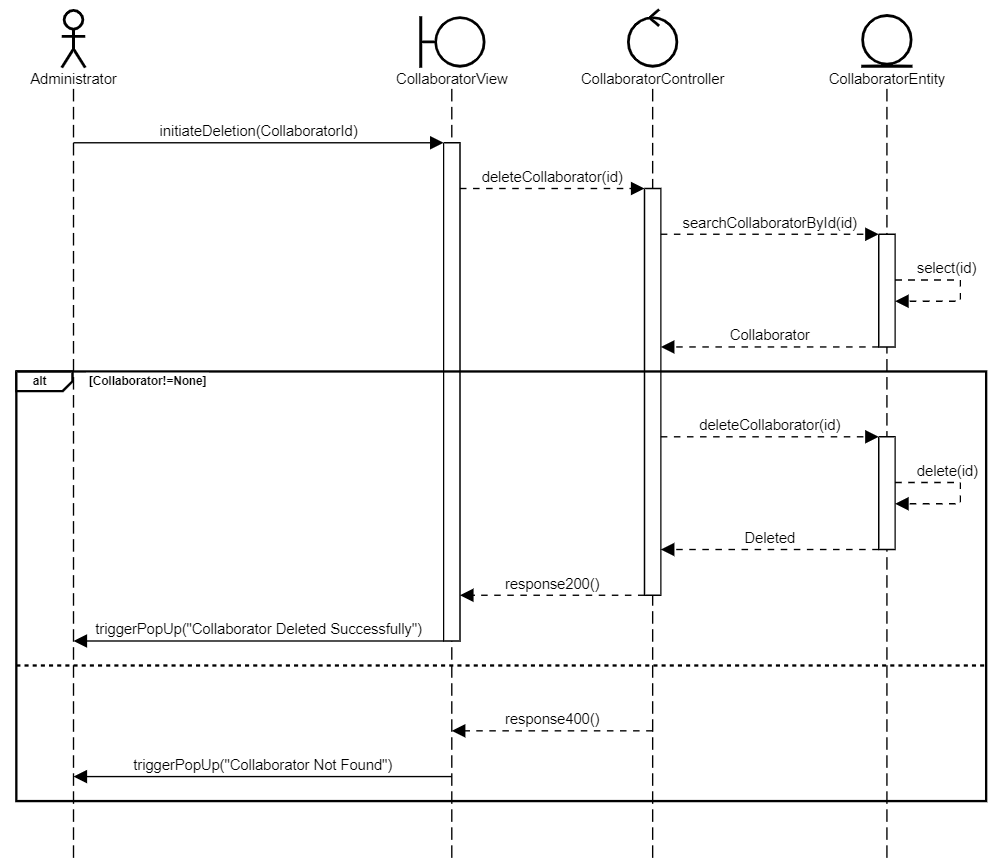 Administrator
CollaboratorView
CollaboratorController
CollaboratorEntity
initiateDeletion(CollaboratorId)
deleteCollaborator(id)
searchCollaboratorById(id)
select(id)
Collaborator
alt
[Collaborator!=None]
deleteCollaborator(id)
delete(id)
Deleted
response200()
triggerPopUp("Collaborator Deleted Successfully")
response400()
triggerPopUp("Collaborator Not Found")